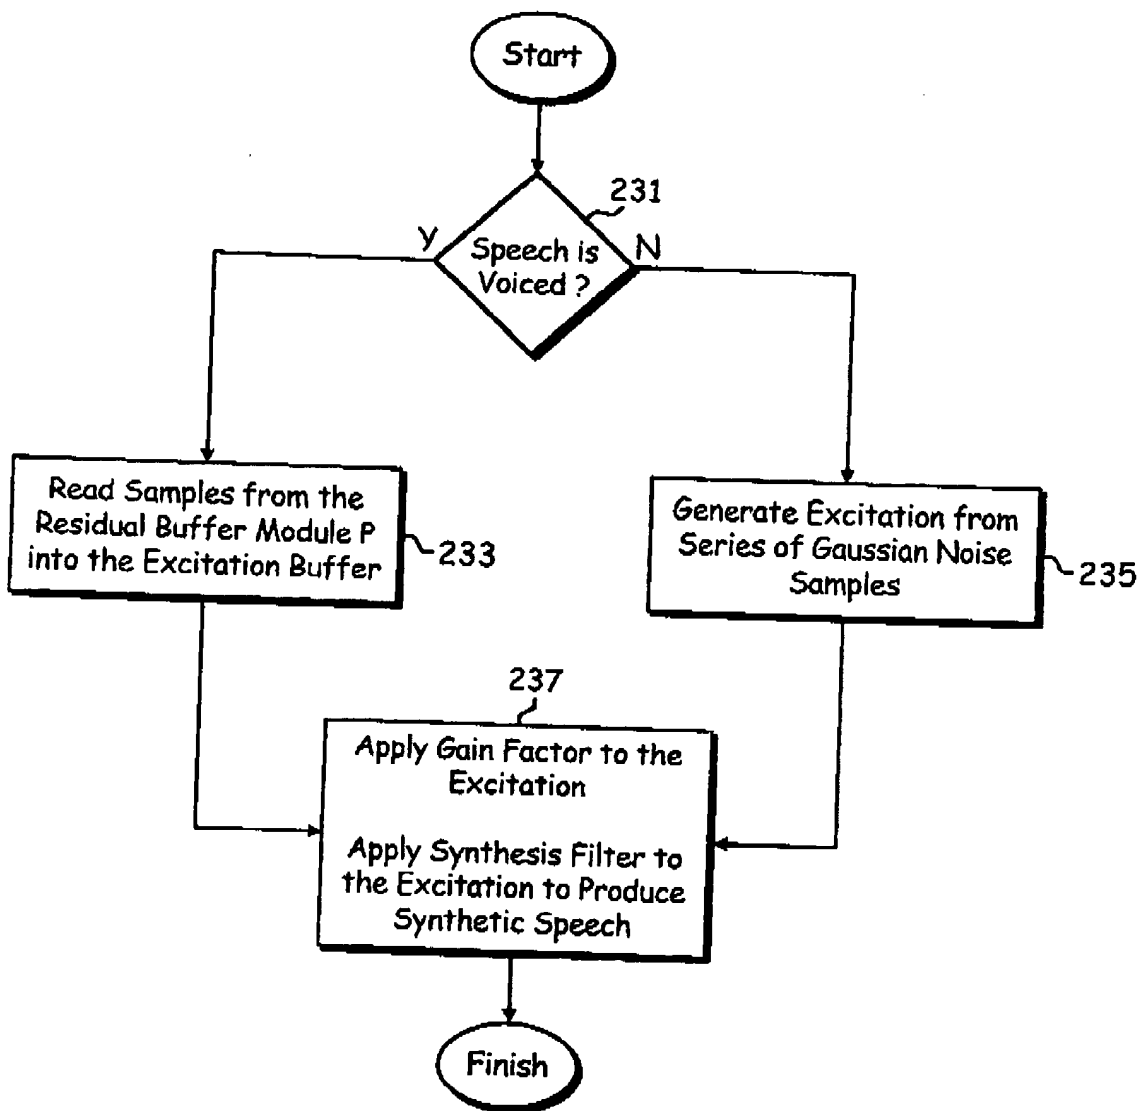 Start
231
Y
Speech is
Voiced ?
N
Read Samples from the
Residual Buffer Module P
into the Excitation Buffer
233
Generate Excitation from
Series of Gaussian Noise
Samples
235
237
Apply Gain Factor to the
Excitation
Apply Synthesis Filter to
the Excitation to Produce
Synthetic Speech
Finish